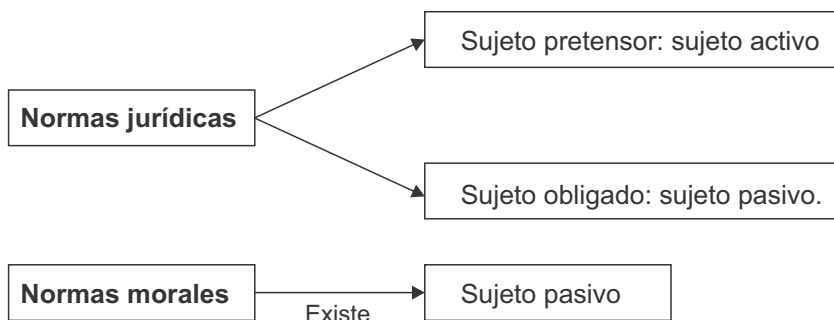 Sujeto pretensor: sujeto activo
Normas jurídicas
Sujeto obligado: sujeto pasivo.
Normas morales
Existe
Sujeto pasivo